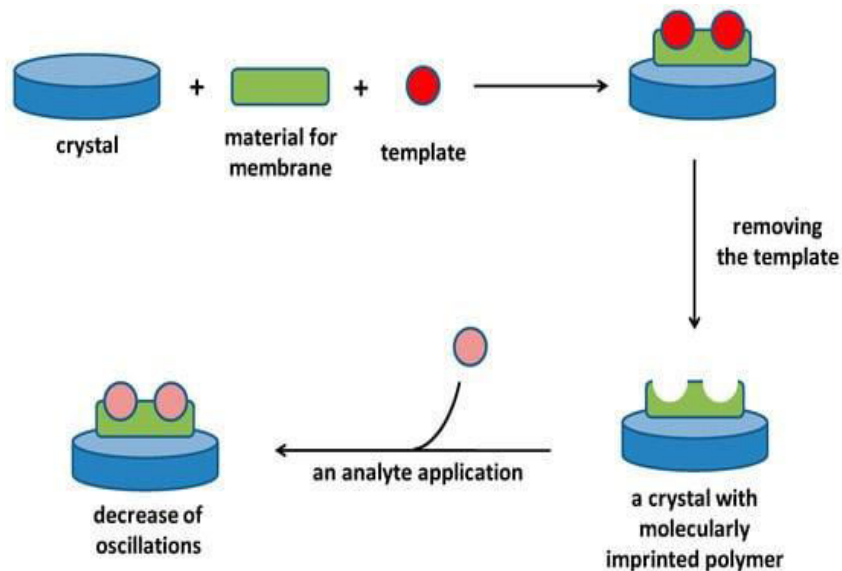 +
+
crystal
material for
membrane
template
removing
the template
an analyte application
decrease of
oscillations
a crystal with
molecularly
imprinted polymer